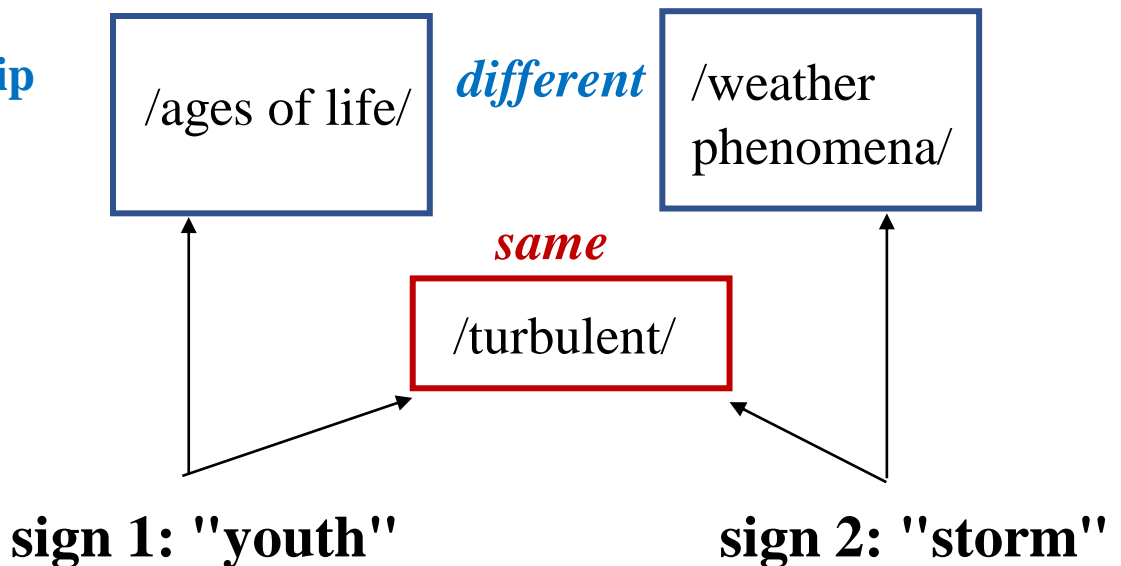 ip
/ages of life/
different
/weather
phenomena/
same
/turbulent/
sign 1: "youth"
sign 2: "storm"